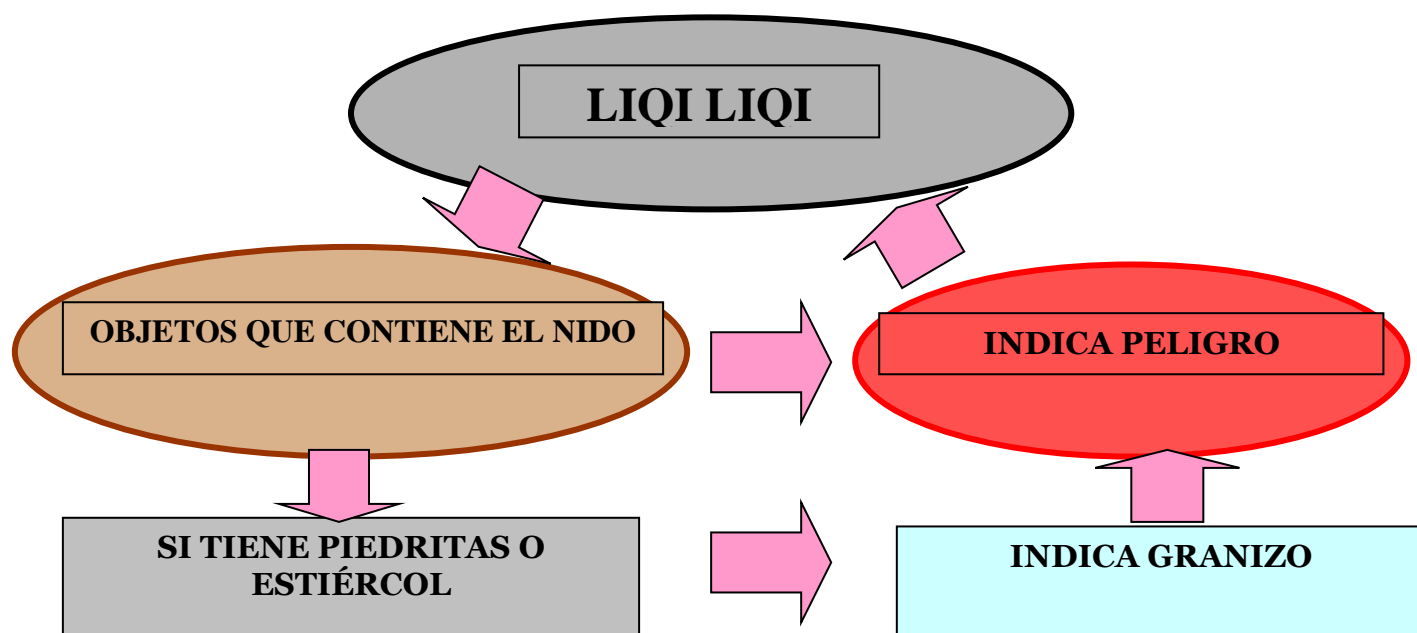 LIQI LIQI
OBJETOS QUE CONTIENE EL NIDO
INDICA PELIGRO
SI TIENE PIEDRITAS O
ESTIÉRCOL
INDICA GRANIZO